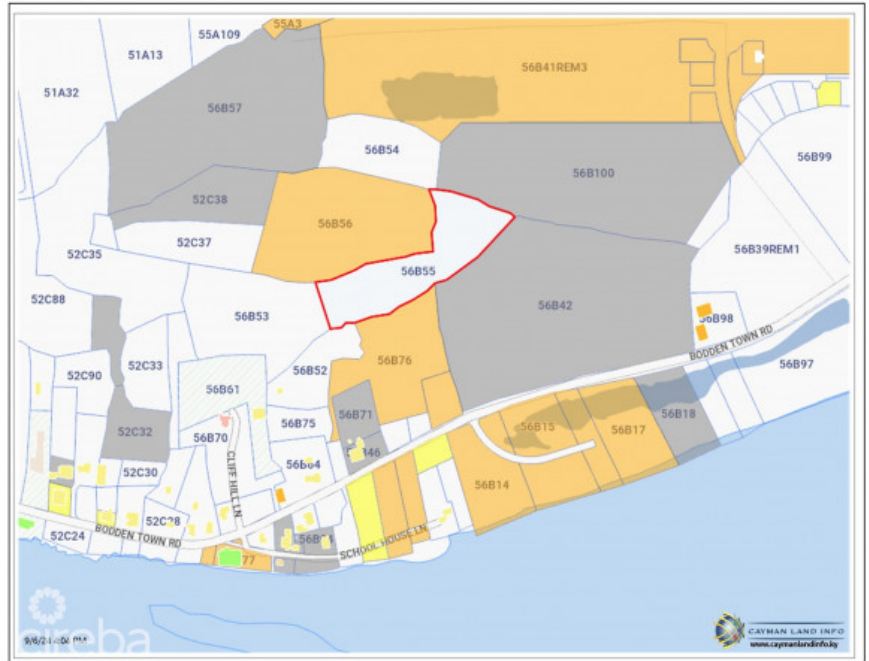 55A3
55A109
51A13
51A32
56B41REM3
56B57
56B54
56B99
56B100
52C38
56B56
52C37
52C35
56B39REM1
56B55
52C88
56B53
56B42
56B98
BODDEN TOWN RD
52C33
56B52
56B76
56B97
52C90
56B61
56B71
56B15
56B17
56B18
52C32
56B70
56B75
CLIFF HILL LN
52C30
56B14
52C24
BODDEN TOWN RD
SCHOOL HOUSE LN
77
CAYMAN LAND INFO
www.caymanlandinfo.ky